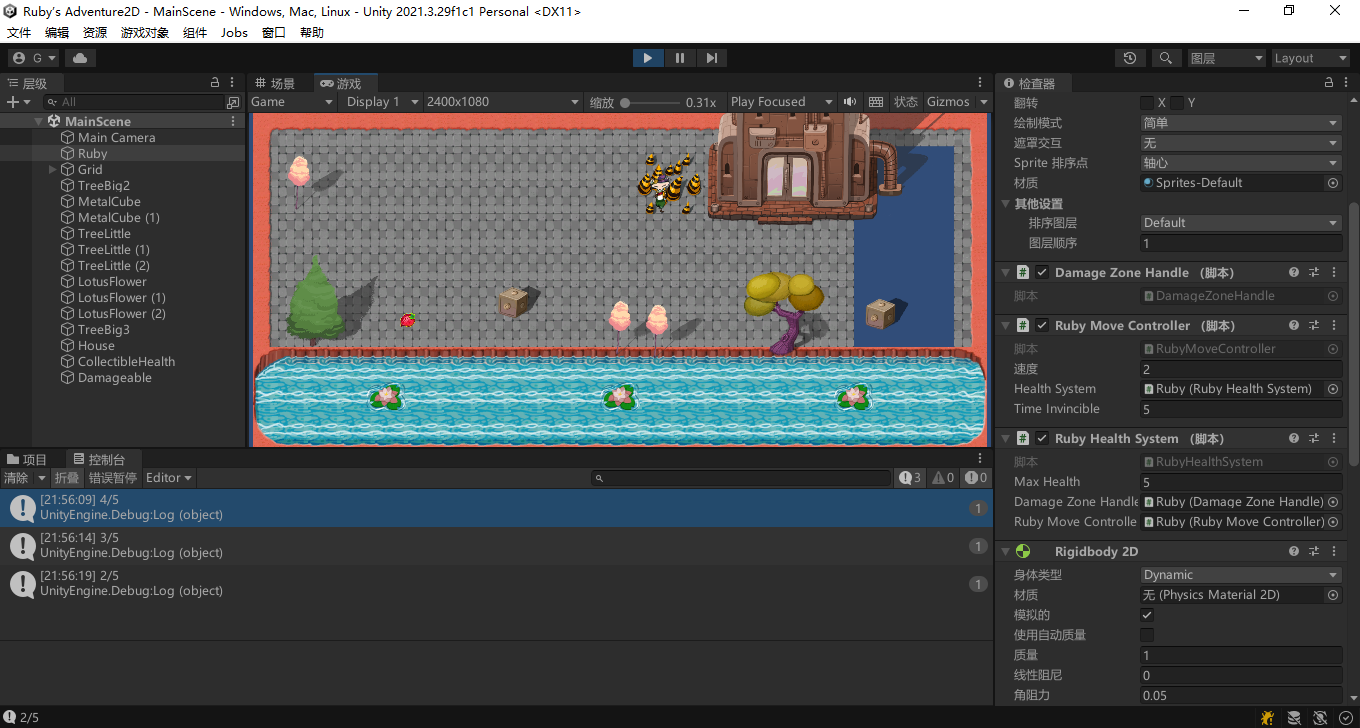 Ruby's Adventure2D - MainScene - Windows, Mac, Linux - Unity 2021.3.29f1c1 Personal <DX11>
文件 编辑 资源 游戏对象 组件 Jobs 窗口 帮助
G 图层 Layout
层级
All
MainScene
Main Camera
Ruby
Grid
TreeBig2
MetalCube
MetalCube (1)
TreeLittle
TreeLittle (1)
TreeLittle (2)
LotusFlower
LotusFlower (1)
LotusFlower (2)
TreeBig3
House
CollectibleHealth
Damageable
场景 游戏
Game Display 1 2400x1080 缩放 0.31x Play Focused 状态 Gizmos
项目 控制台
清除 折叠 错误暂停 Editor 3 0 0
[21:56:09] 4/5
UnityEngine.Debug:Log (object) 1
[21:56:14] 3/5
UnityEngine.Debug:Log (object) 1
[21:56:19] 2/5
UnityEngine.Debug:Log (object) 1
检查器
翻转 X Y
绘制模式 简单
遮罩交互 无
Sprite 排序点 轴心
材质 Sprites-Default
其他设置
排序图层 Default
图层顺序 1
Damage Zone Handle （脚本）
脚本 DamageZoneHandle
Ruby Move Controller （脚本）
脚本 RubyMoveController
速度 2
Health System Ruby (Ruby Health System)
Time Invincible 5
Ruby Health System （脚本）
脚本 RubyHealthSystem
Max Health 5
Damage Zone Handle Ruby (Damage Zone Handle)
Ruby Move Controlle Ruby (Ruby Move Controller)
Rigidbody 2D
身体类型 Dynamic
材质 无 (Physics Material 2D)
模拟的
使用自动质量
质量 1
线性阻尼 0
角阻力 0.05
2/5